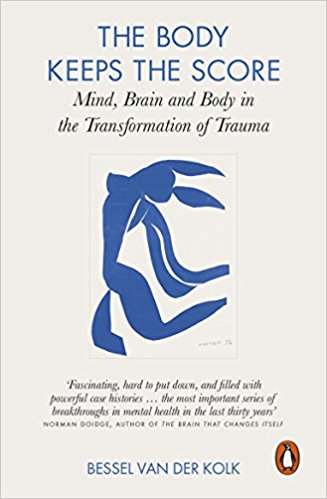 THE BODY
KEEPS THE SCORE
Mind, Brain and Body in
the Transformation of Trauma
‘Fascinating, hard to put down, and filled with
powerful case histories … the most important series of
breakthroughs in mental health in the last thirty years’
NORMAN DOIDGE, AUTHOR OF THE BRAIN THAT CHANGES ITSELF
BESSEL VAN DER KOLK